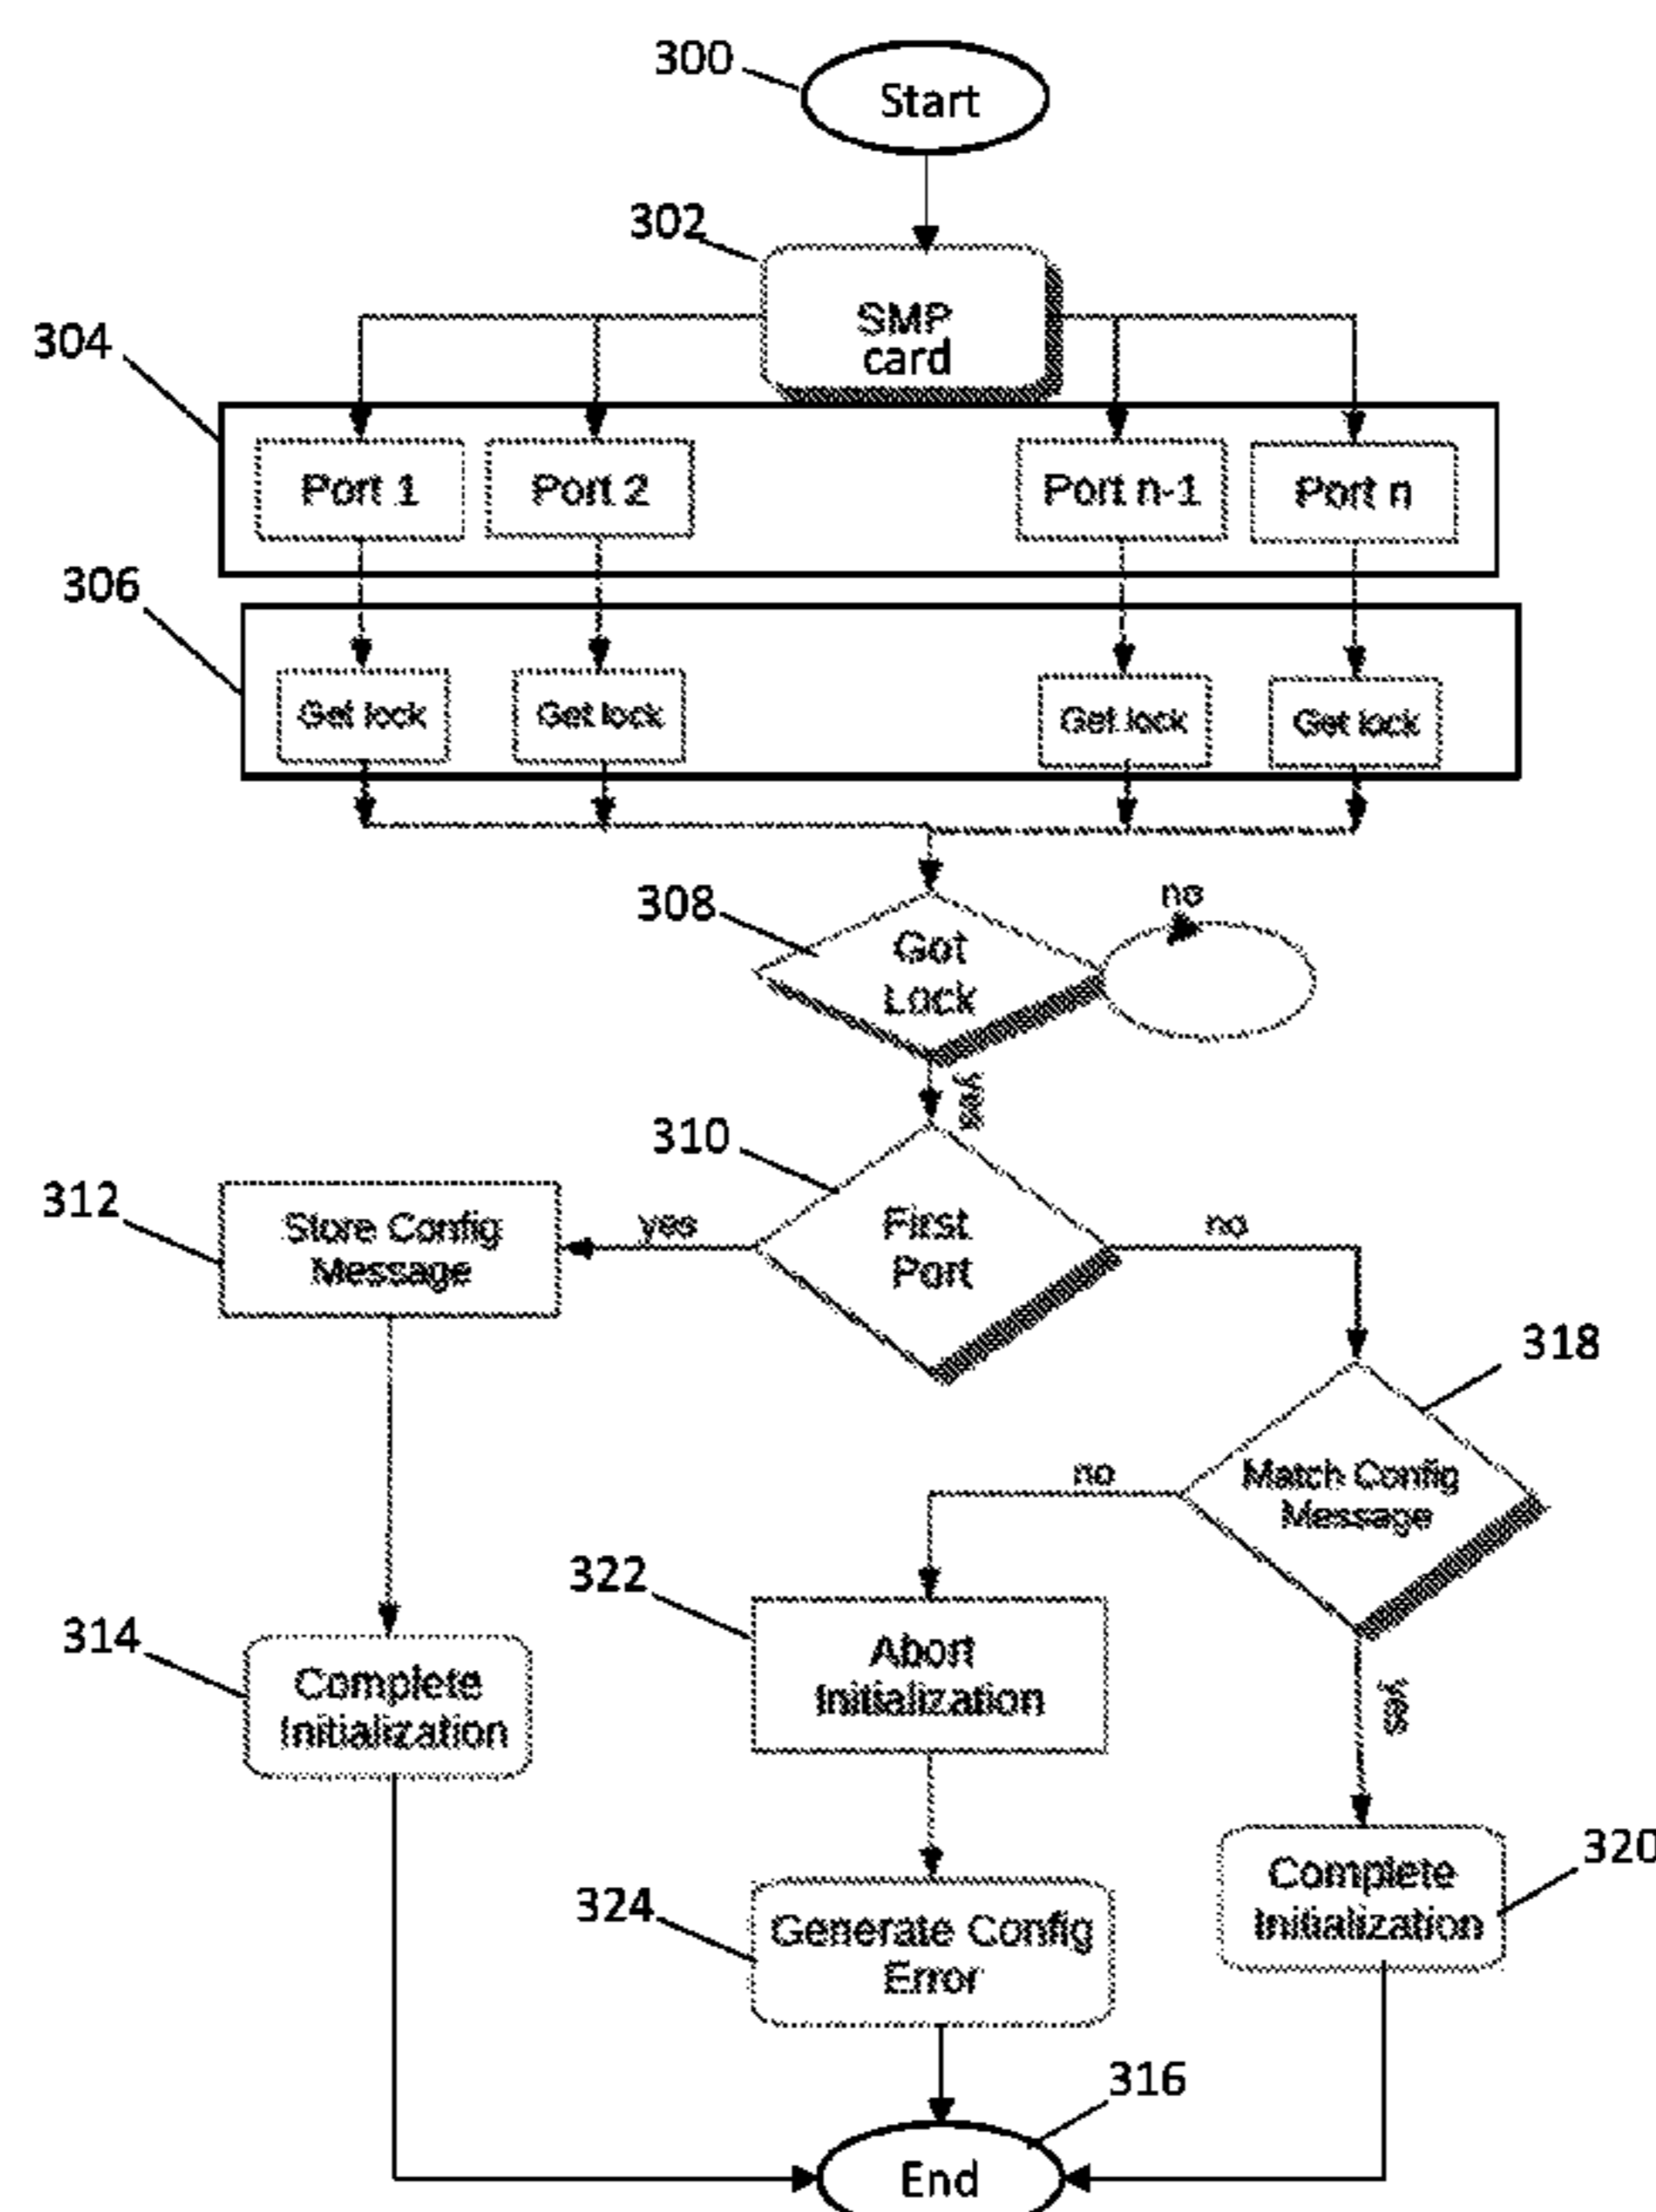 300
Start
302
SMP
card
304
Port 1
Port 2
Port n-1
Port n
306
Get lock
Get lock
Get lock
Get lock
308
Got
Lock
no
yes
310
First
Port
yes
no
312
Store Config
Message
318
Match Config
Message
no
yes
322
Abort
Initialization
314
Complete
Initialization
320
Complete
Initialization
324
Generate Config
Error
316
End